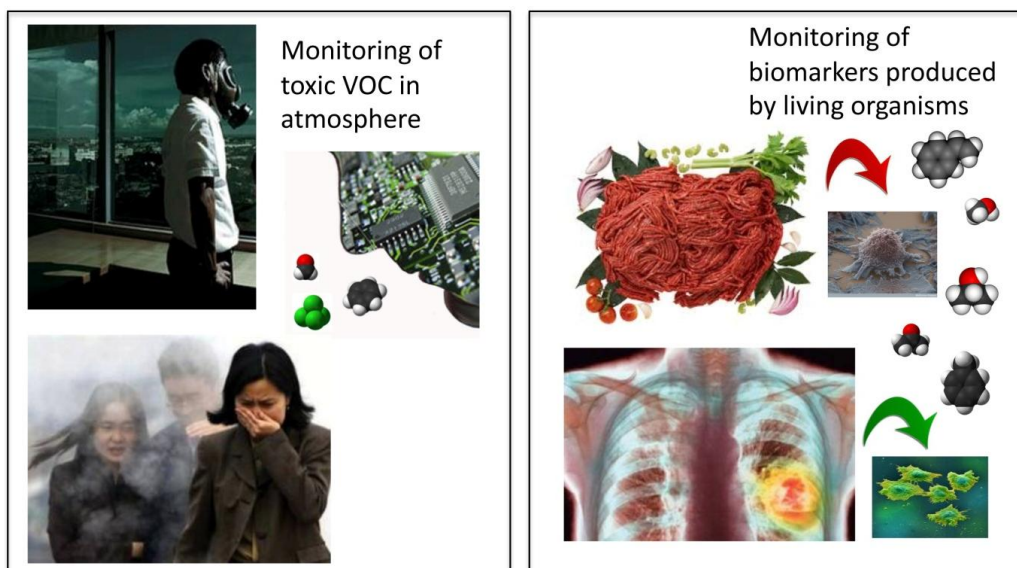 Monitoring of
toxic VOC in
atmosphere
Monitoring of
biomarkers produced
by living organisms